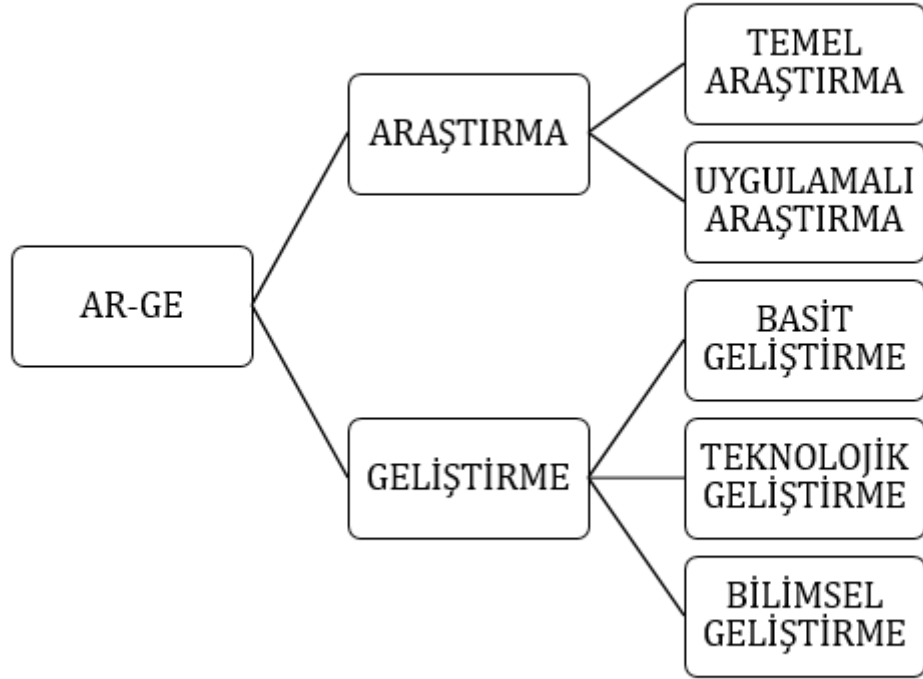 AR-GE
ARAŞTIRMA
TEMEL
ARAŞTIRMA
UYGULAMALI
ARAŞTIRMA
GELİŞTİRME
BASİT
GELİŞTİRME
TEKNOLOJİK
GELİŞTİRME
BİLİMSEL
GELİŞTİRME